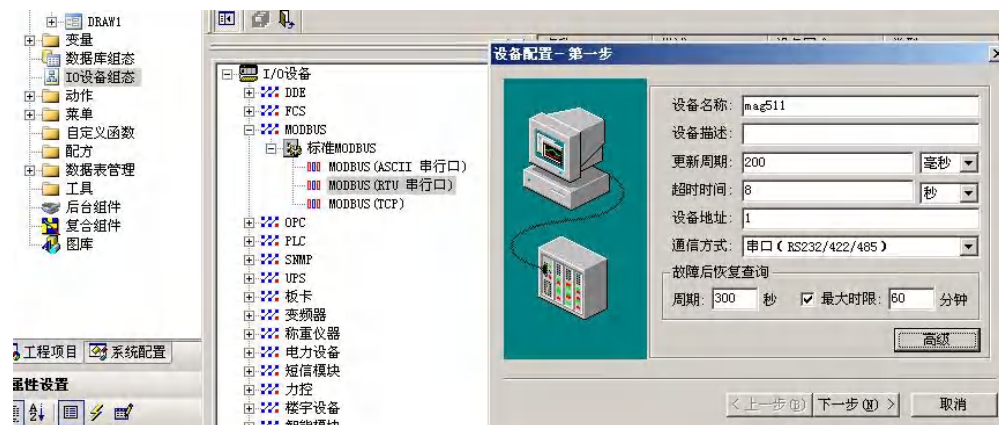 DRAW1
变量
数据库组态
IO设备组态
动作
菜单
自定义函数
配方
数据表管理
工具
后台组件
复合组件
图库
工程项目
系统配置
属性设置
I/O设备
DDE
FCS
MODBUS
标准MODBUS
MODBUS(ASCII 串行口)
MODBUS(RTU 串行口)
MODBUS(TCP)
OPC
PLC
SNMP
UPS
板卡
变频器
称重仪器
电力设备
短信模块
力控
楼宇设备
智能模块
设备配置-第一步
设备名称: mag511
设备描述:
更新周期: 200 毫秒
超时时间: 8 秒
设备地址: 1
通信方式: 串口(RS232/422/485)
故障后恢复查询
周期: 300 秒 最大时限: 60 分钟
高级
<上一步(B) 下一步(N) > 取消